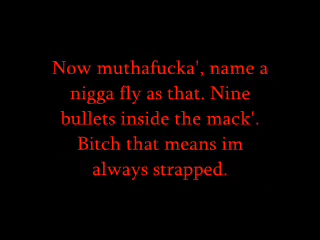 Now muthafucka', name a
nigga fly as that. Nine
bullets inside the mack'.
Bitch that means im
always strapped.